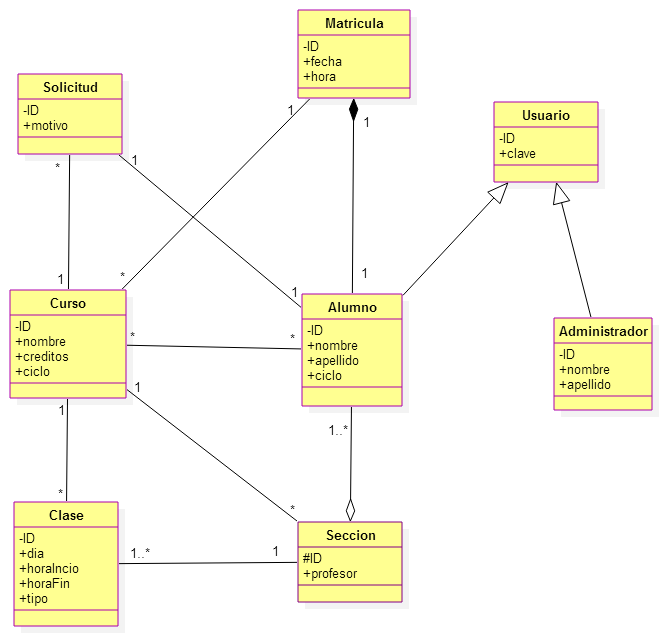 Matricula
-ID
+fecha
+hora
Solicitud
-ID
+motivo
Usuario
-ID
+clave
1
1
*
1
1
*
1
1
Curso
-ID
+nombre
+creditos
+ciclo
Alumno
-ID
+nombre
+apellido
+ciclo
Administrador
-ID
+nombre
+apellido
*
*
1
1
1..*
*
*
Clase
-ID
+dia
+horaIncio
+horaFin
+tipo
1..*
1
Seccion
#ID
+profesor